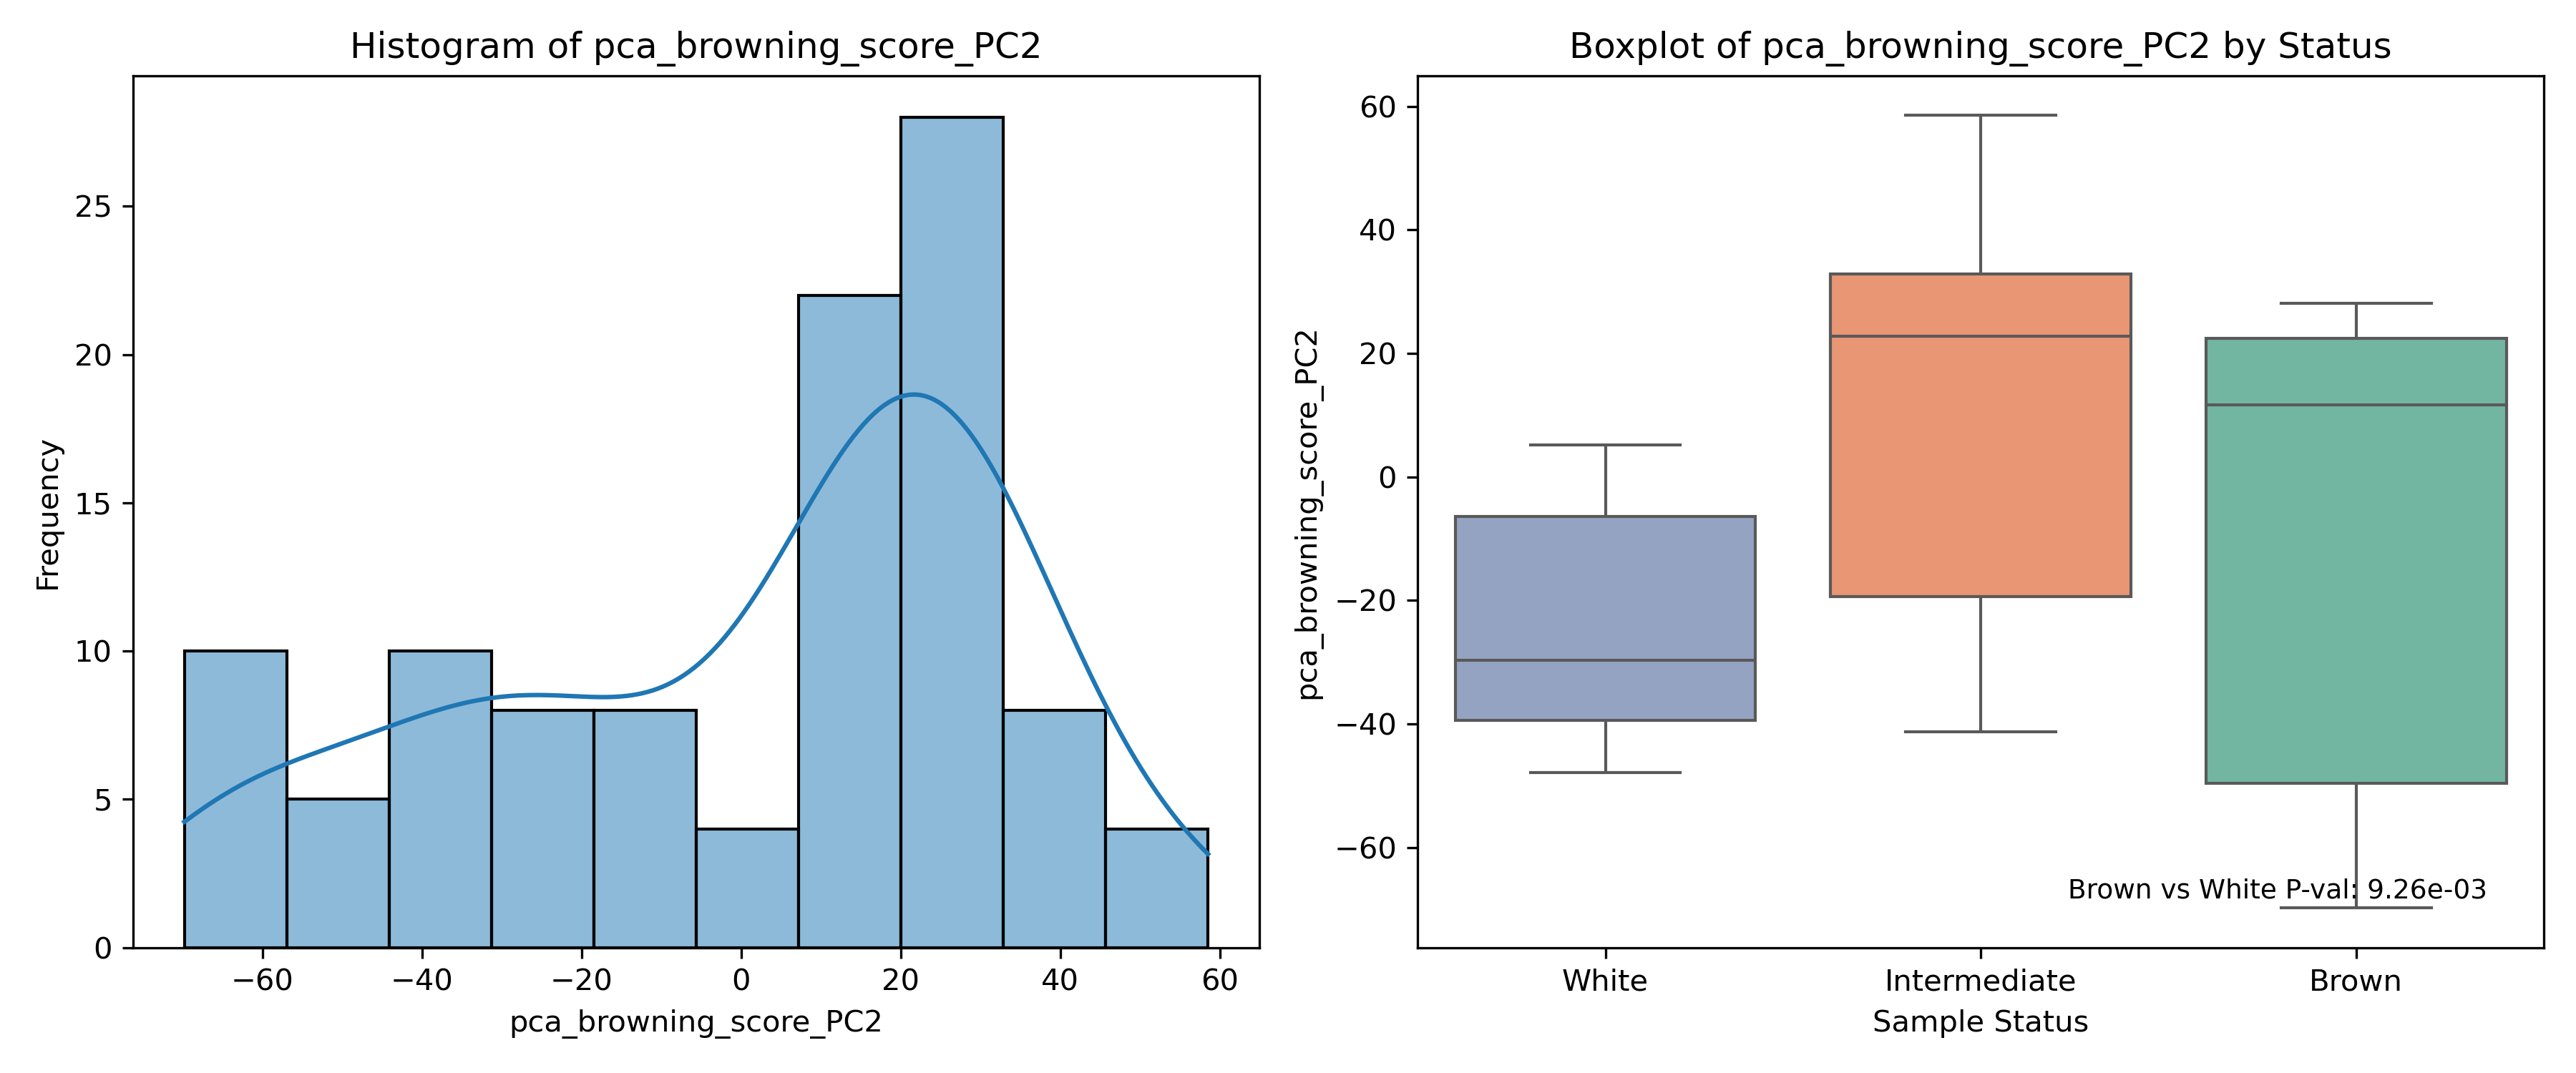 Histogram of pca_browning_score_PC2
Frequency
25
20
15
10
5
0
−60
−40
−20
0
20
40
60
pca_browning_score_PC2
Boxplot of pca_browning_score_PC2 by Status
pca_browning_score_PC2
60
40
20
0
−20
−40
−60
Brown vs White P-val: 9.26e-03
White
Intermediate
Brown
Sample Status